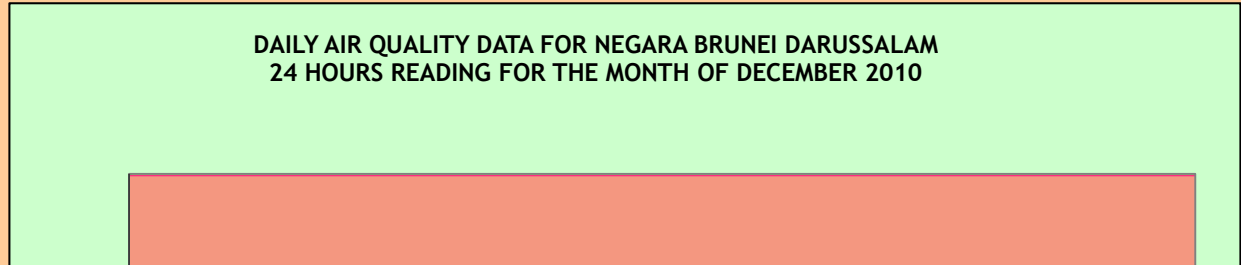 DAILY AIR QUALITY DATA FOR NEGARA BRUNEI DARUSSALAM
24 HOURS READING FOR THE MONTH OF DECEMBER 2010